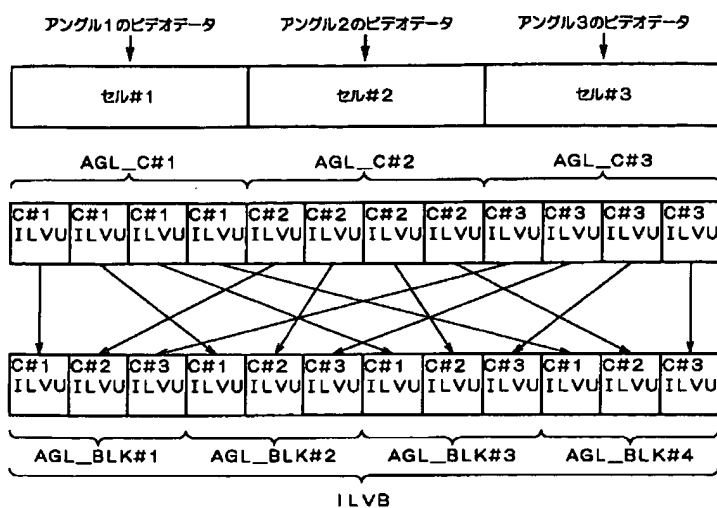 アングル1のビデオデータ アングル2のビデオデータ アングル3のビデオデータ
セル#1 セル#2 セル#3
AGL_C#1 AGL_C#2 AGL_C#3
C#1 C#1 C#1 C#1 C#2 C#2 C#2 C#2 C#3 C#3 C#3 C#3
ILVU ILVU ILVU ILVU ILVU ILVU ILVU ILVU ILVU ILVU ILVU ILVU
C#1 C#2 C#3 C#1 C#2 C#3 C#1 C#2 C#3 C#1 C#2 C#3
ILVU ILVU ILVU ILVU ILVU ILVU ILVU ILVU ILVU ILVU ILVU ILVU
AGL_BLK#1 AGL_BLK#2 AGL_BLK#3 AGL_BLK#4
ILVB